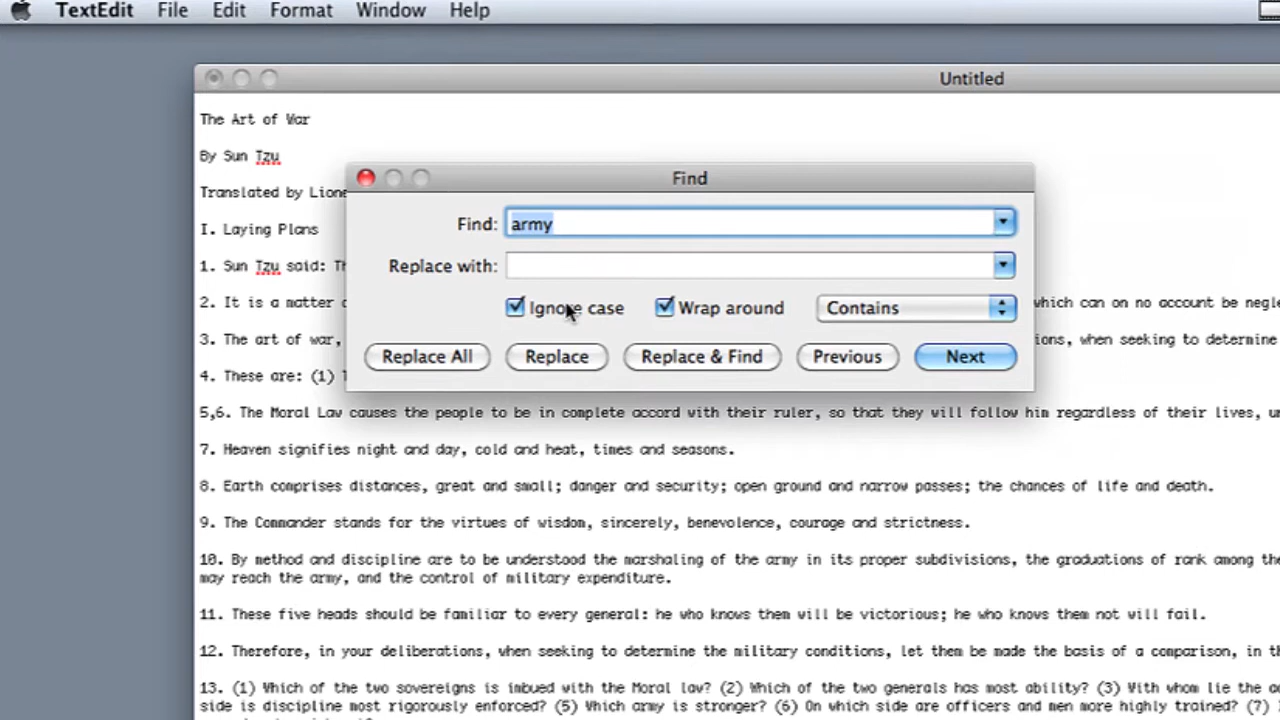 TextEdit File Edit Format Window Help
Untitled
The Art of War
By Sun Tzu
Find
Translated by
Find: army
I. Laying Plans
Replace with:
1. Sun Tzu said:
Ignore case Wrap around Contains
2. It is a matter which can on no account be
3. The art of war, when seeking to determine
Replace All Replace Replace & Find Previous Next
4. These are: (1)
5,6. The Moral Law causes the people to be in complete accord with their ruler, so that they will follow him regardless of their lives,
7. Heaven signifies night and day, cold and heat, times and seasons.
8. Earth comprises distances, great and small; danger and security; open ground and narrow passes; the chances of life and death.
9. The Commander stands for the virtues of wisdom, sincerely, benevolence, courage and strictness.
10. By method and discipline are to be understood the marshaling of the army in its proper subdivisions, the graduations of rank among
may reach the army, and the control of military expenditure.
11. These five heads should be familiar to every general: he who knows them will be victorious; he who knows them not will fail.
12. Therefore, in your deliberations, when seeking to determine the military conditions, let them be made the basis of a comparison, in
13. (1) Which of the two sovereigns is imbued with the Moral law? (2) Which of the two generals has most ability? (3) With whom lie the
side is discipline most rigorously enforced? (5) Which army is stronger? (6) On which side are officers and men more highly trained? (7)